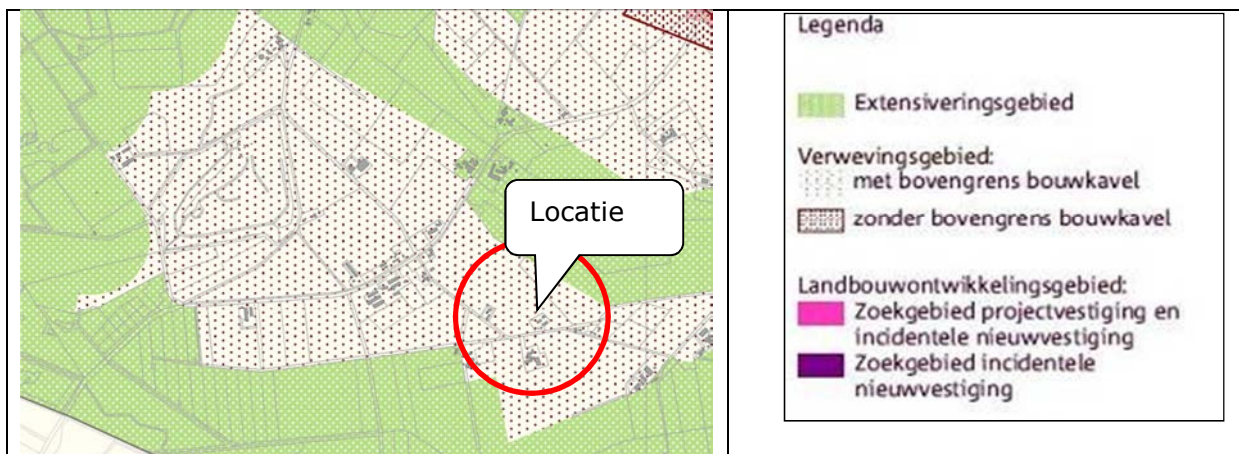 Locatie
Legenda
Extensiveringsgebied
Verwevingsgebied:
met bovengrens bouwkavel
zonder bovengrens bouwkavel
Landbouwontwikkelingsgebied:
Zoekgebied projectvestiging en
incidentele nieuwvestiging
Zoekgebied incidentele
nieuwvestiging